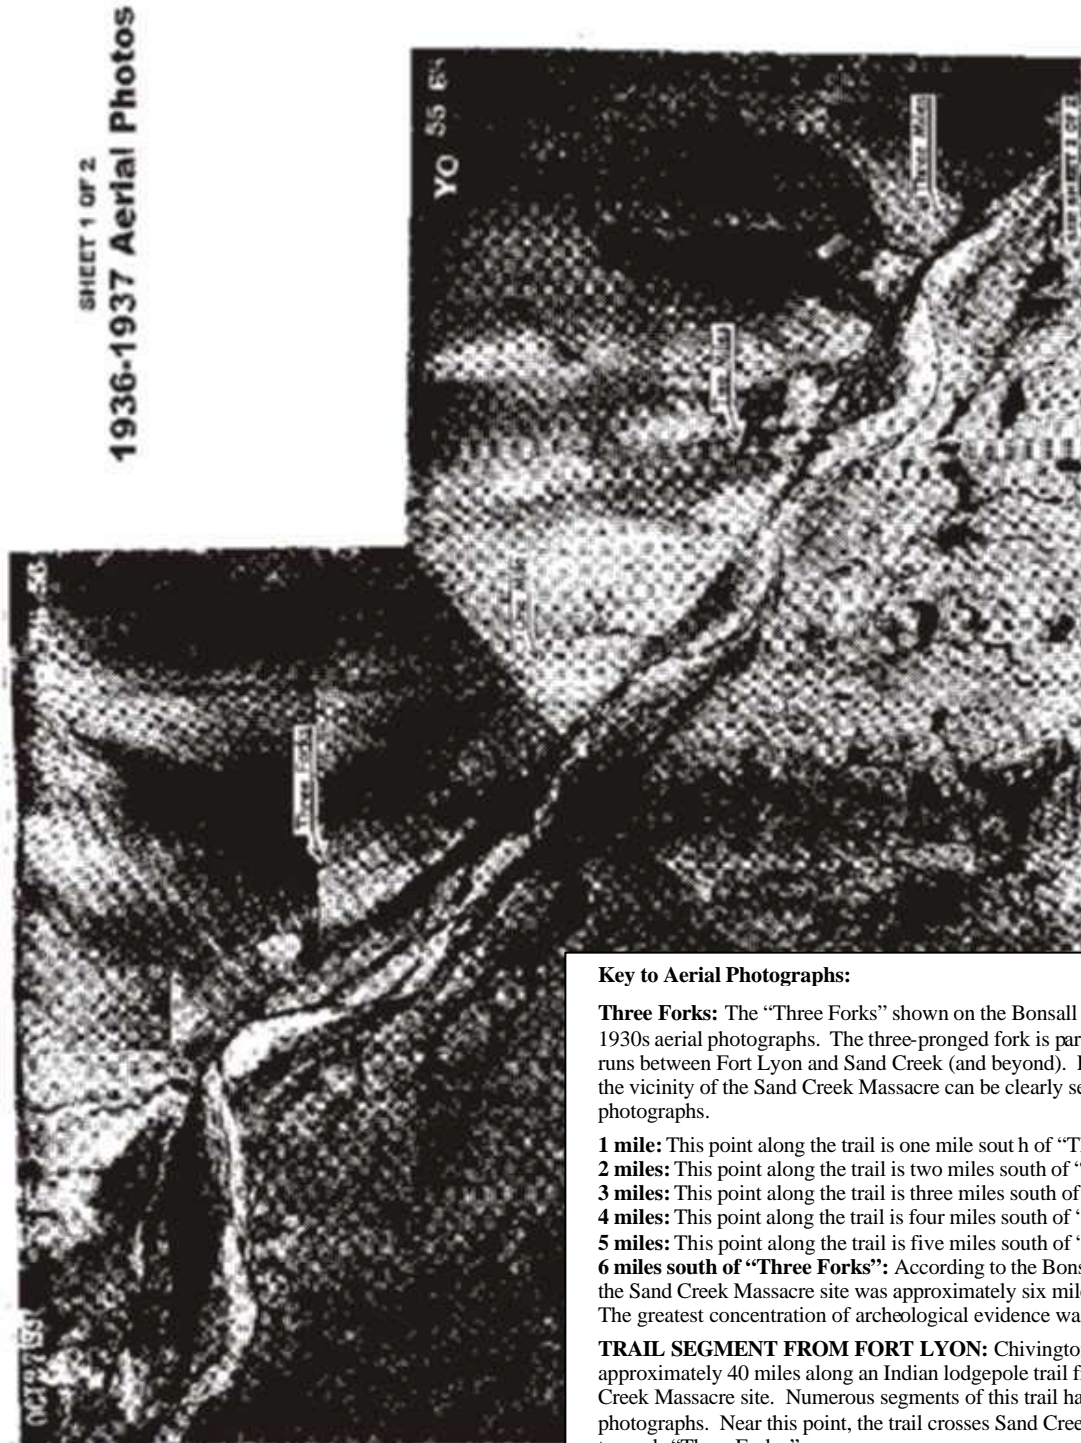 SHEET 1 OF 2
1936-1937 Aerial Photos
YO 55
Three Miles
Three Forks
Key to Aerial Photographs:
Three Forks: The “Three Forks” shown on the Bonsall
1930s aerial photographs. The three-pronged fork is par
runs between Fort Lyon and Sand Creek (and beyond).
the vicinity of the Sand Creek Massacre can be clearly se
photographs.
1 mile: This point along the trail is one mile sout h of “T
2 miles: This point along the trail is two miles south of “
3 miles: This point along the trail is three miles south of
4 miles: This point along the trail is four miles south of “
5 miles: This point along the trail is five miles south of “
6 miles south of “Three Forks”: According to the Bons
the Sand Creek Massacre site was approximately six mile
The greatest concentration of archeological evidence wa
TRAIL SEGMENT FROM FORT LYON: Chivingto
approximately 40 miles along an Indian lodgepole trail f
Creek Massacre site. Numerous segments of this trail ha
photographs. Near this point, the trail crosses Sand Cree
“Three Forks”